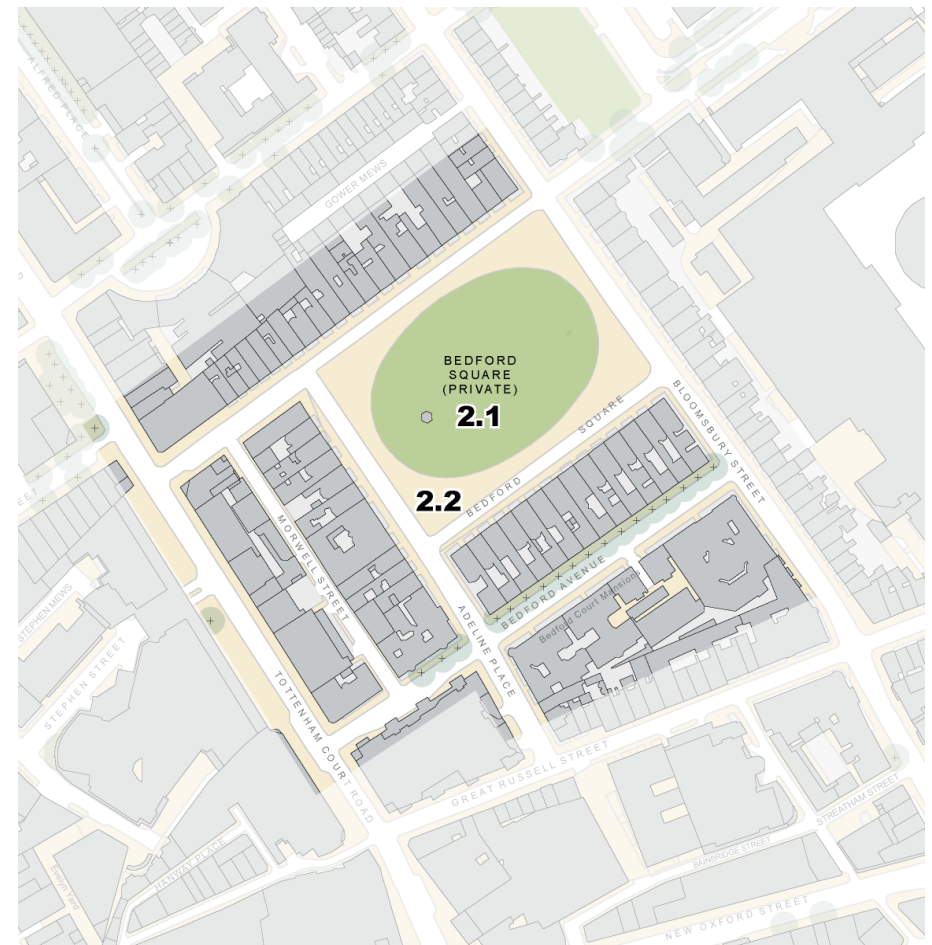 ALFRED PLACE
GOWER MEWS
BEDFORD
SQUARE
(PRIVATE)
2.1
BLOOMSBURY STREET
SQUARE
2.2
BEDFORD
MORWELL STREET
BEDFORD AVENUE
Bedford Court Mansions
ADELINE PLACE
STEPHEN MEWS
STEPHEN STREET
TOTTENHAM COURT ROAD
GREAT RUSSELL STREET
STREATHAM STREET
BAINBRIDGE STREET
HANWAY PLACE
Evelyn Yard
NEW OXFORD STREET